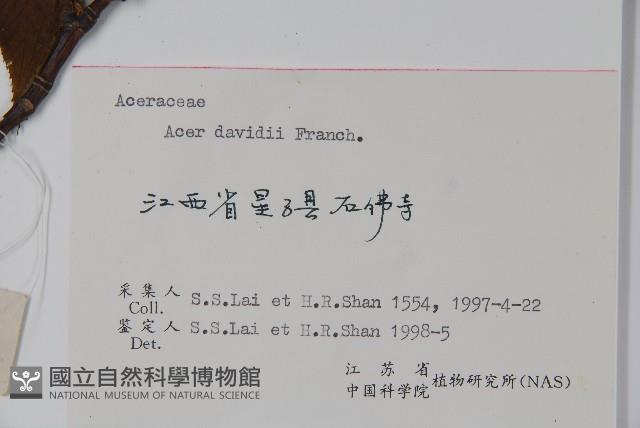 Aceraceae
Acer davidii Franch.
江西省星子县石佛寺
采集人 S.S.Lai et H.R.Shan 1554, 1997-4-22
Coll.
鉴定人 S.S.Lai et H.R.Shan 1998-5
Det.
江苏省
中国科学院 植物研究所(NAS)
國立自然科學博物館
NATIONAL MUSEUM OF NATURAL SCIENCE